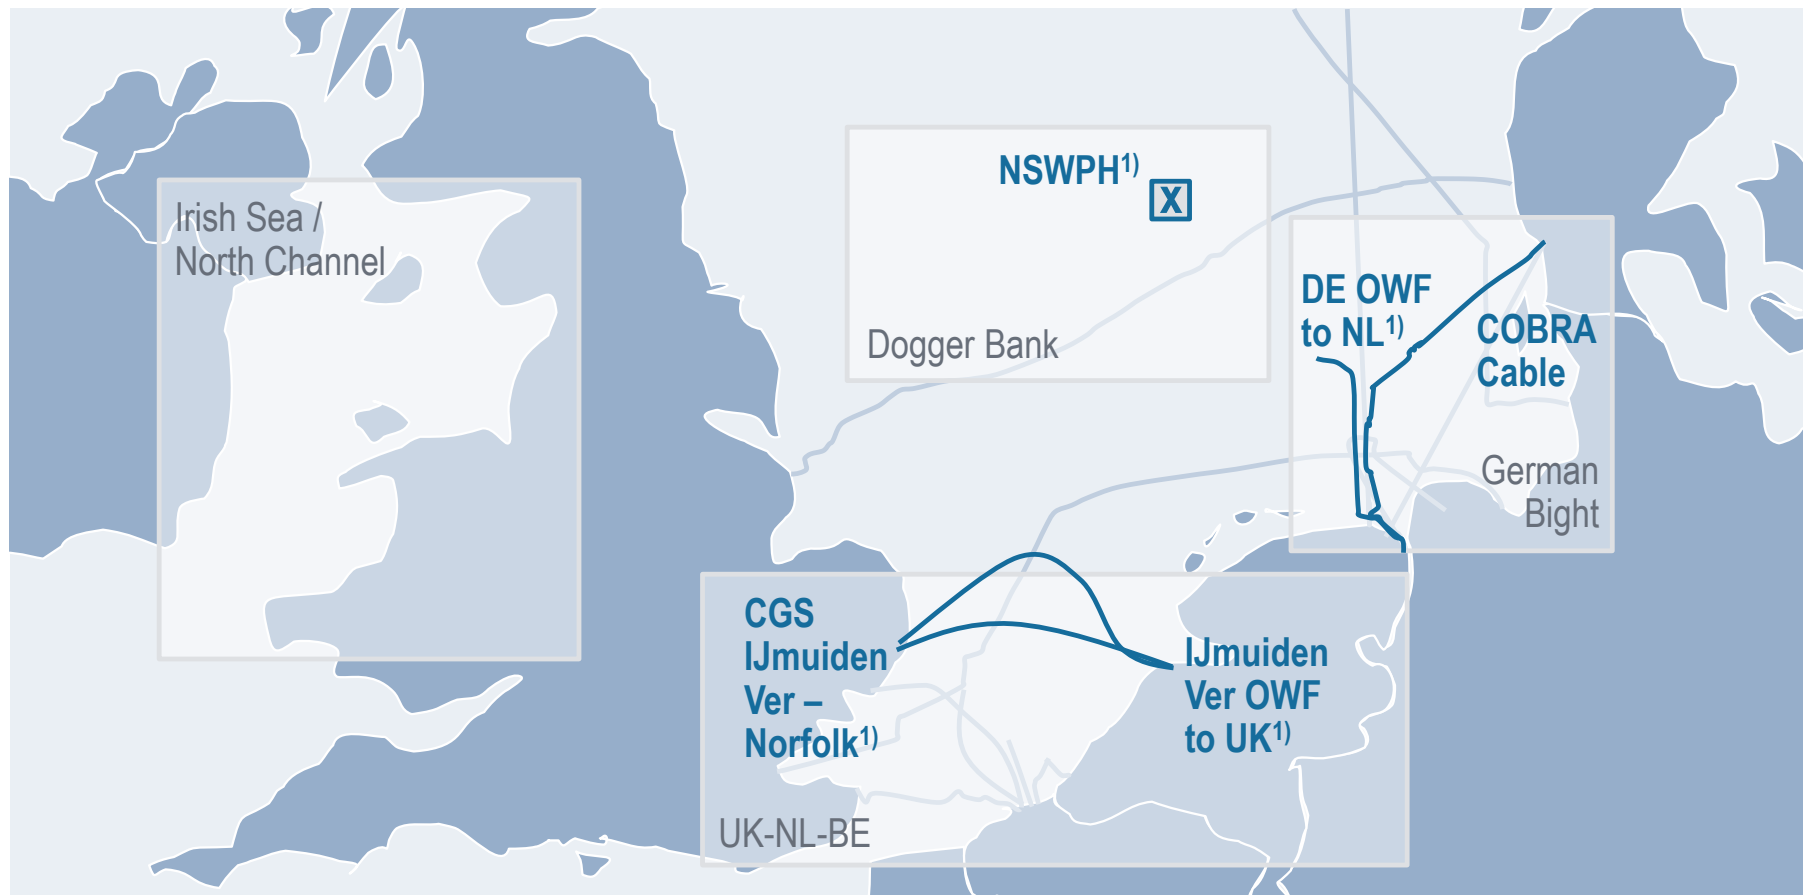 Irish Sea /
North Channel
NSWPH¹⁾
X
Dogger Bank
DE OWF
to NL¹⁾
COBRA
Cable
German
Bight
CGS
IJmuiden
Ver –
Norfolk¹⁾
IJmuiden
Ver OWF
to UK¹⁾
UK-NL-BE